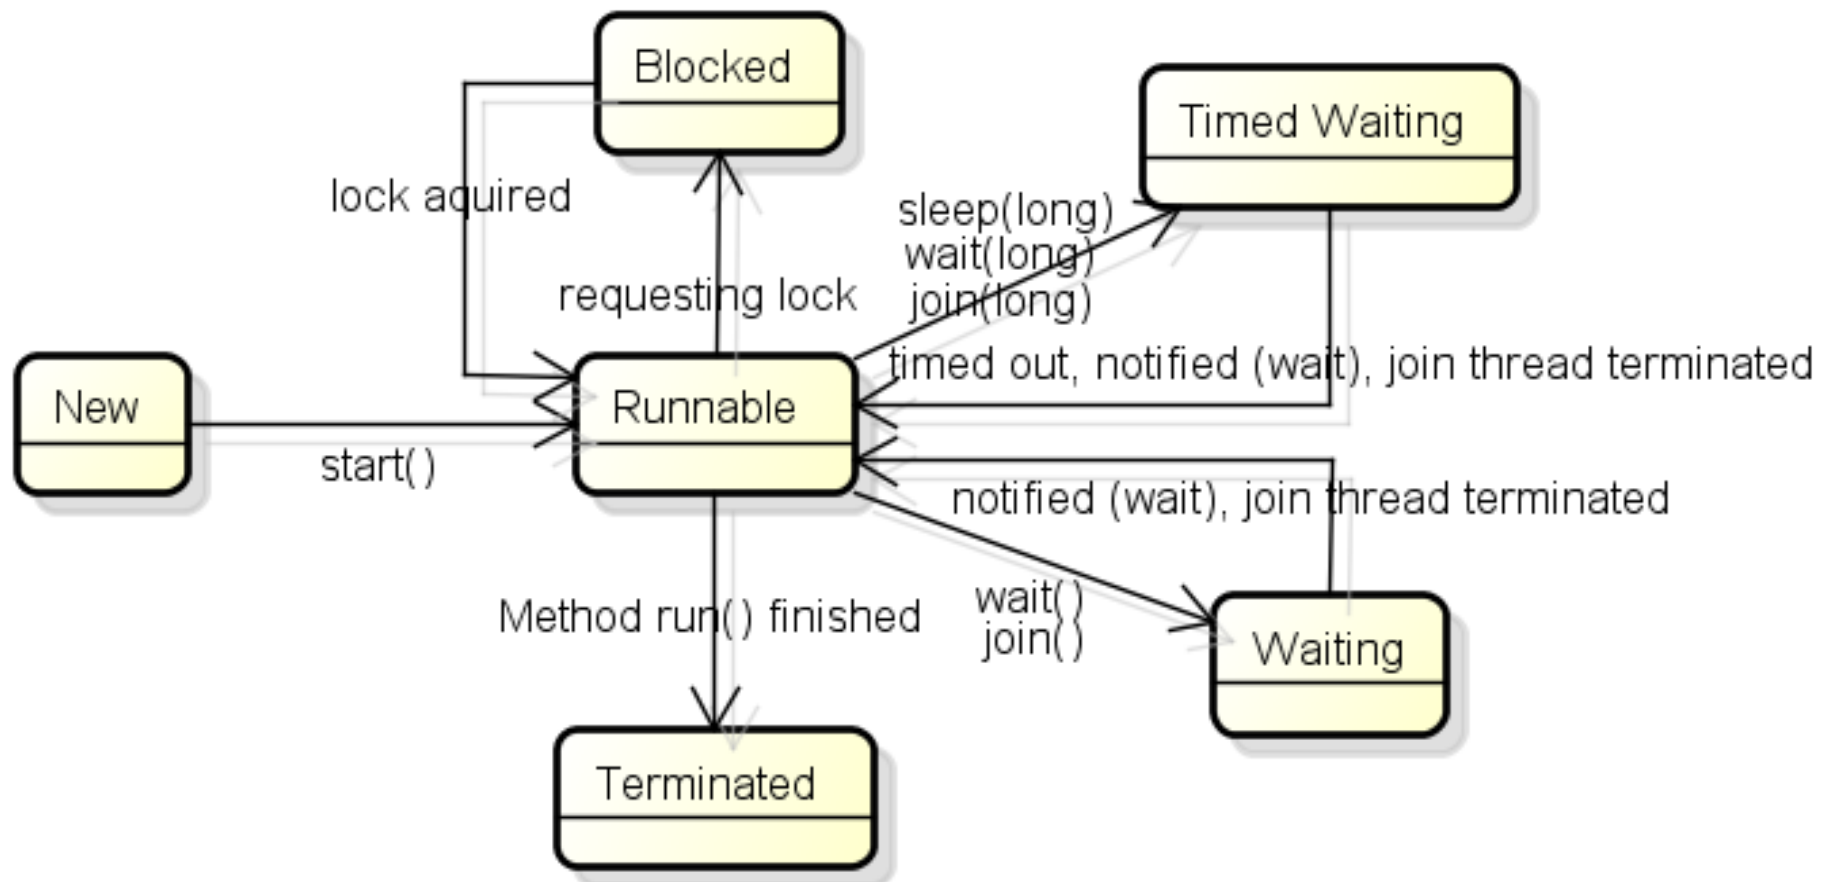 Blocked
Timed Waiting
lock aquired
sleep(long)
wait(long)
join(long)
requesting lock
timed out, notified (wait), join thread terminated
New
Runnable
start()
notified (wait), join thread terminated
wait()
join()
Method run() finished
Waiting
Terminated